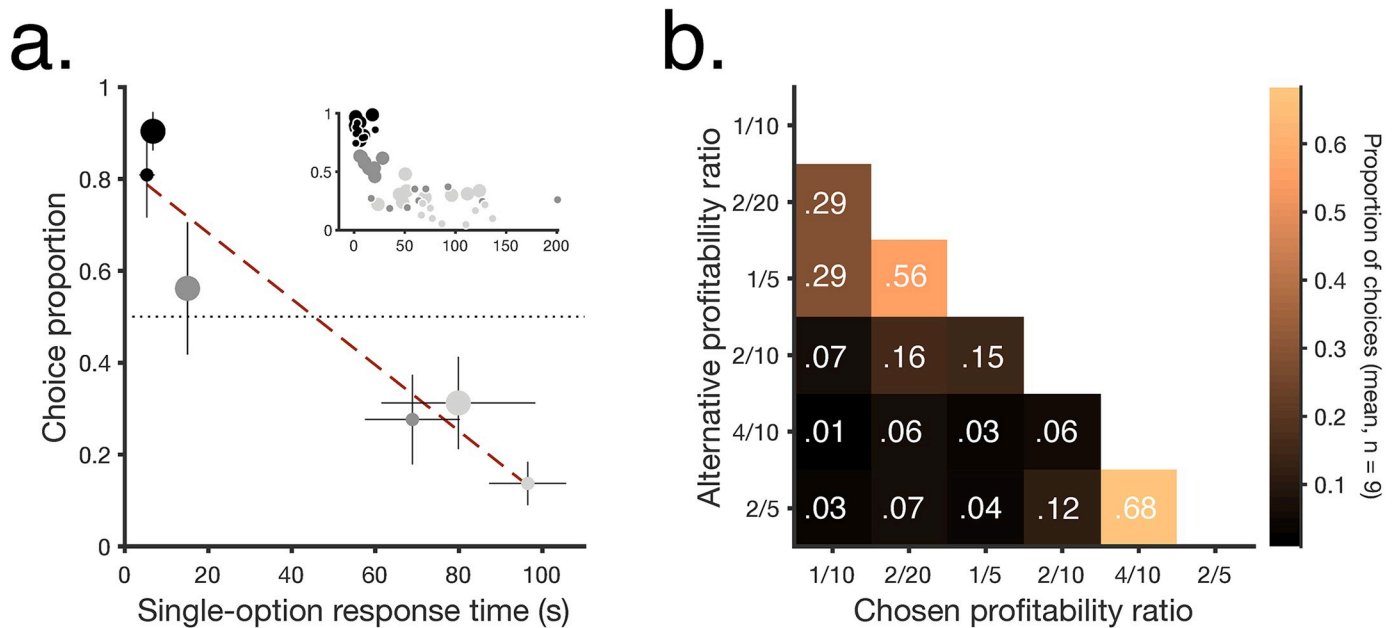 a.
1
0.8
0.6
0.4
0.2
0
Choice proportion
0 20 40 60 80 100
Single-option response time (s)
1
0.5
0
0 50 100 150 200
b.
Alternative profitability ratio
1/10
2/20 .29
1/5 .29 .56
2/10 .07 .16 .15
4/10 .01 .06 .03 .06
2/5 .03 .07 .04 .12 .68
1/10 2/20 1/5 2/10 4/10 2/5
Chosen profitability ratio
0.6
0.5
0.4
0.3
0.2
0.1
Proportion of choices (mean, n = 9)